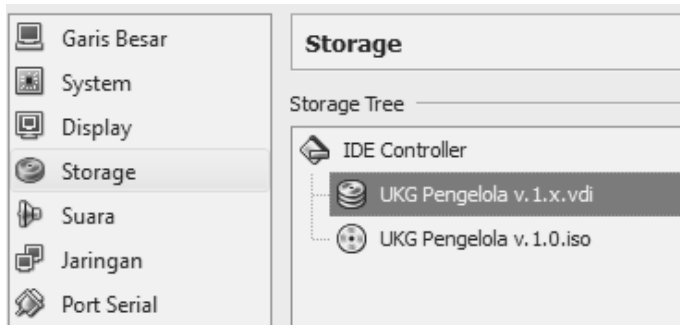 Garis Besar
System
Display
Storage
Suara
Jaringan
Port Serial
Storage
Storage Tree
IDE Controller
UKG Pengelola v.1.x.vdi
UKG Pengelola v.1.0.iso